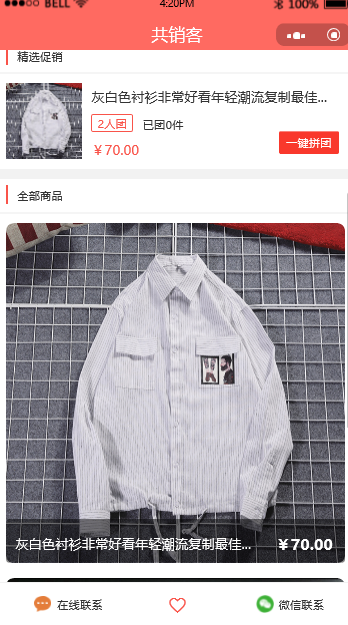 BELL 4:20PM 100%
共销客
精选促销
灰白色衬衫非常好看年轻潮流复制最佳...
2人团 已团0件
¥70.00
一键拼团
全部商品
灰白色衬衫非常好看年轻潮流复制最佳... ¥70.00
在线联系 微信联系